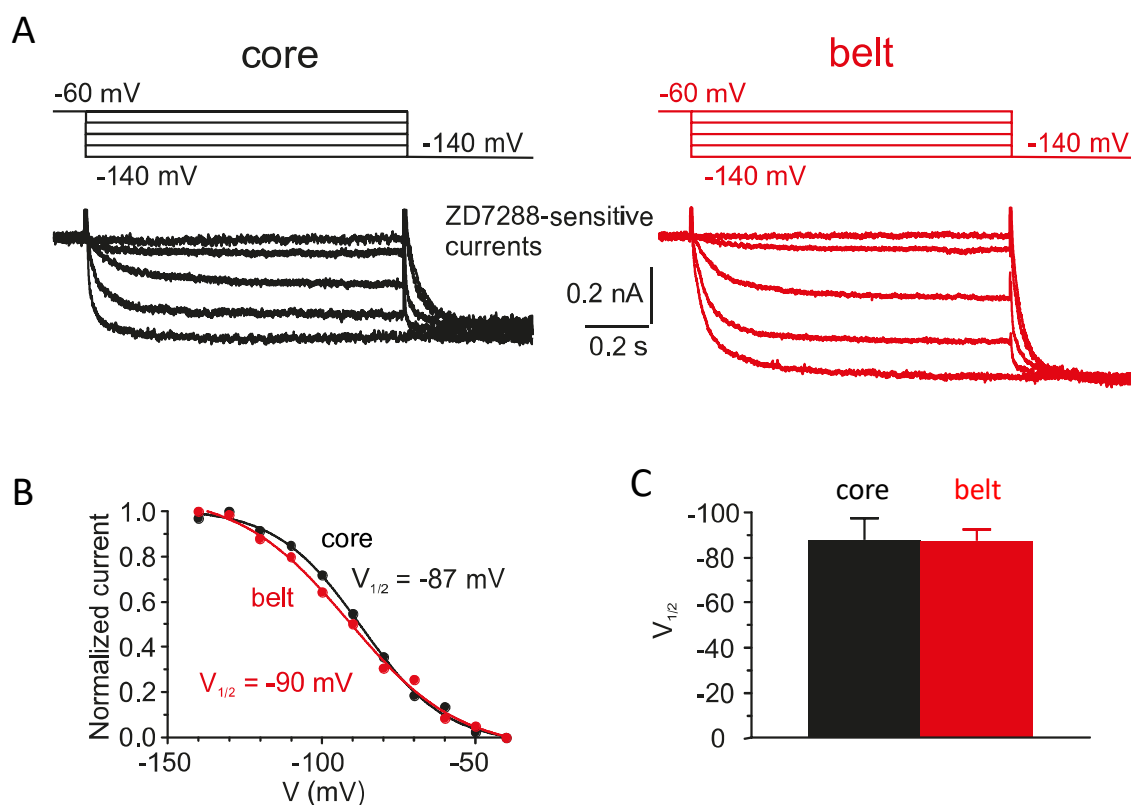 A
core
belt
-60 mV
-140 mV
-140 mV
-60 mV
-140 mV
-140 mV
ZD7288-sensitive
currents
0.2 nA
0.2 s
B
Normalized current
1.0
0.8
0.6
0.4
0.2
0.0
core
V1/2 = -87 mV
belt
V1/2 = -90 mV
-150
-100
-50
V (mV)
C
core
belt
V1/2
-100
-80
-60
-40
-20
0